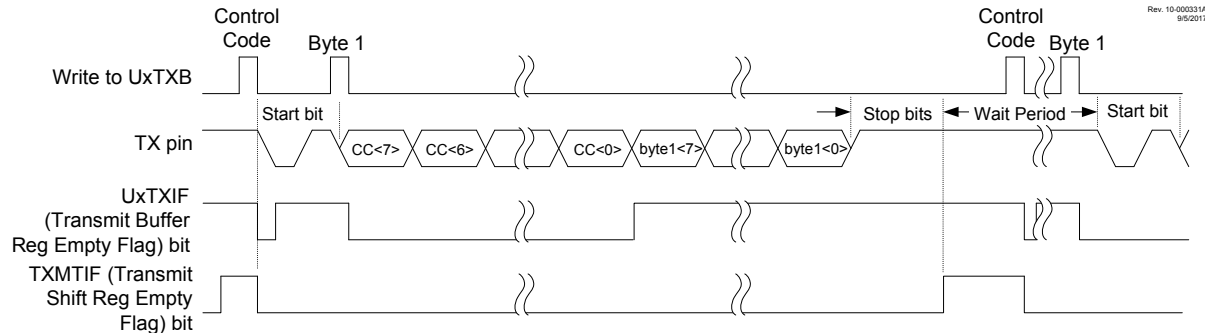 Rev. 10-000331A
9/5/2017
Control
Code
Byte 1
Control
Code
Byte 1
Write to UxTXB
Start bit
Stop bits
Wait Period
Start bit
TX pin
CC<7>
CC<6>
CC<0>
byte1<7>
byte1<0>
UxTXIF
(Transmit Buffer
Reg Empty Flag) bit
TXMTIF (Transmit
Shift Reg Empty
Flag) bit